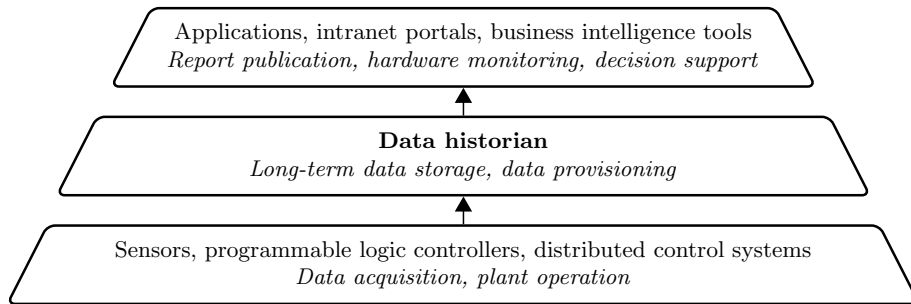 Applications, intranet portals, business intelligence tools
Report publication, hardware monitoring, decision support
Data historian
Long-term data storage, data provisioning
Sensors, programmable logic controllers, distributed control systems
Data acquisition, plant operation